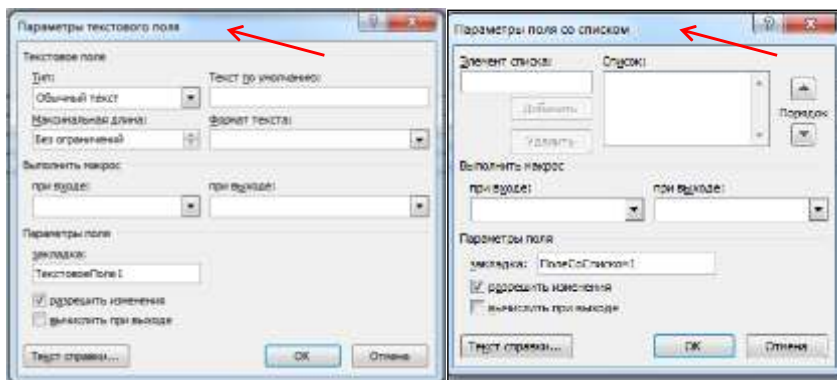 Параметры текстового поля
Текстовое поле
Тип:
Текст по умолчанию:
Обычный текст
Максимальная длина:
Формат текста:
Без ограничений
Выполнить макрос
при входе:
при выходе:
Параметры поля
закладка:
ТекстовоеПоле1
разрешить изменения
вычислить при выходе
Текст справки...
ОК
Отмена
Параметры поля со списком
Элемент списка:
Список:
Добавить
Удалить
Порядок
Выполнить макрос
при входе:
при выходе:
Параметры поля
закладка:
ПолеСоСписком1
разрешить изменения
вычислить при выходе
Текст справки...
ОК
Отмена